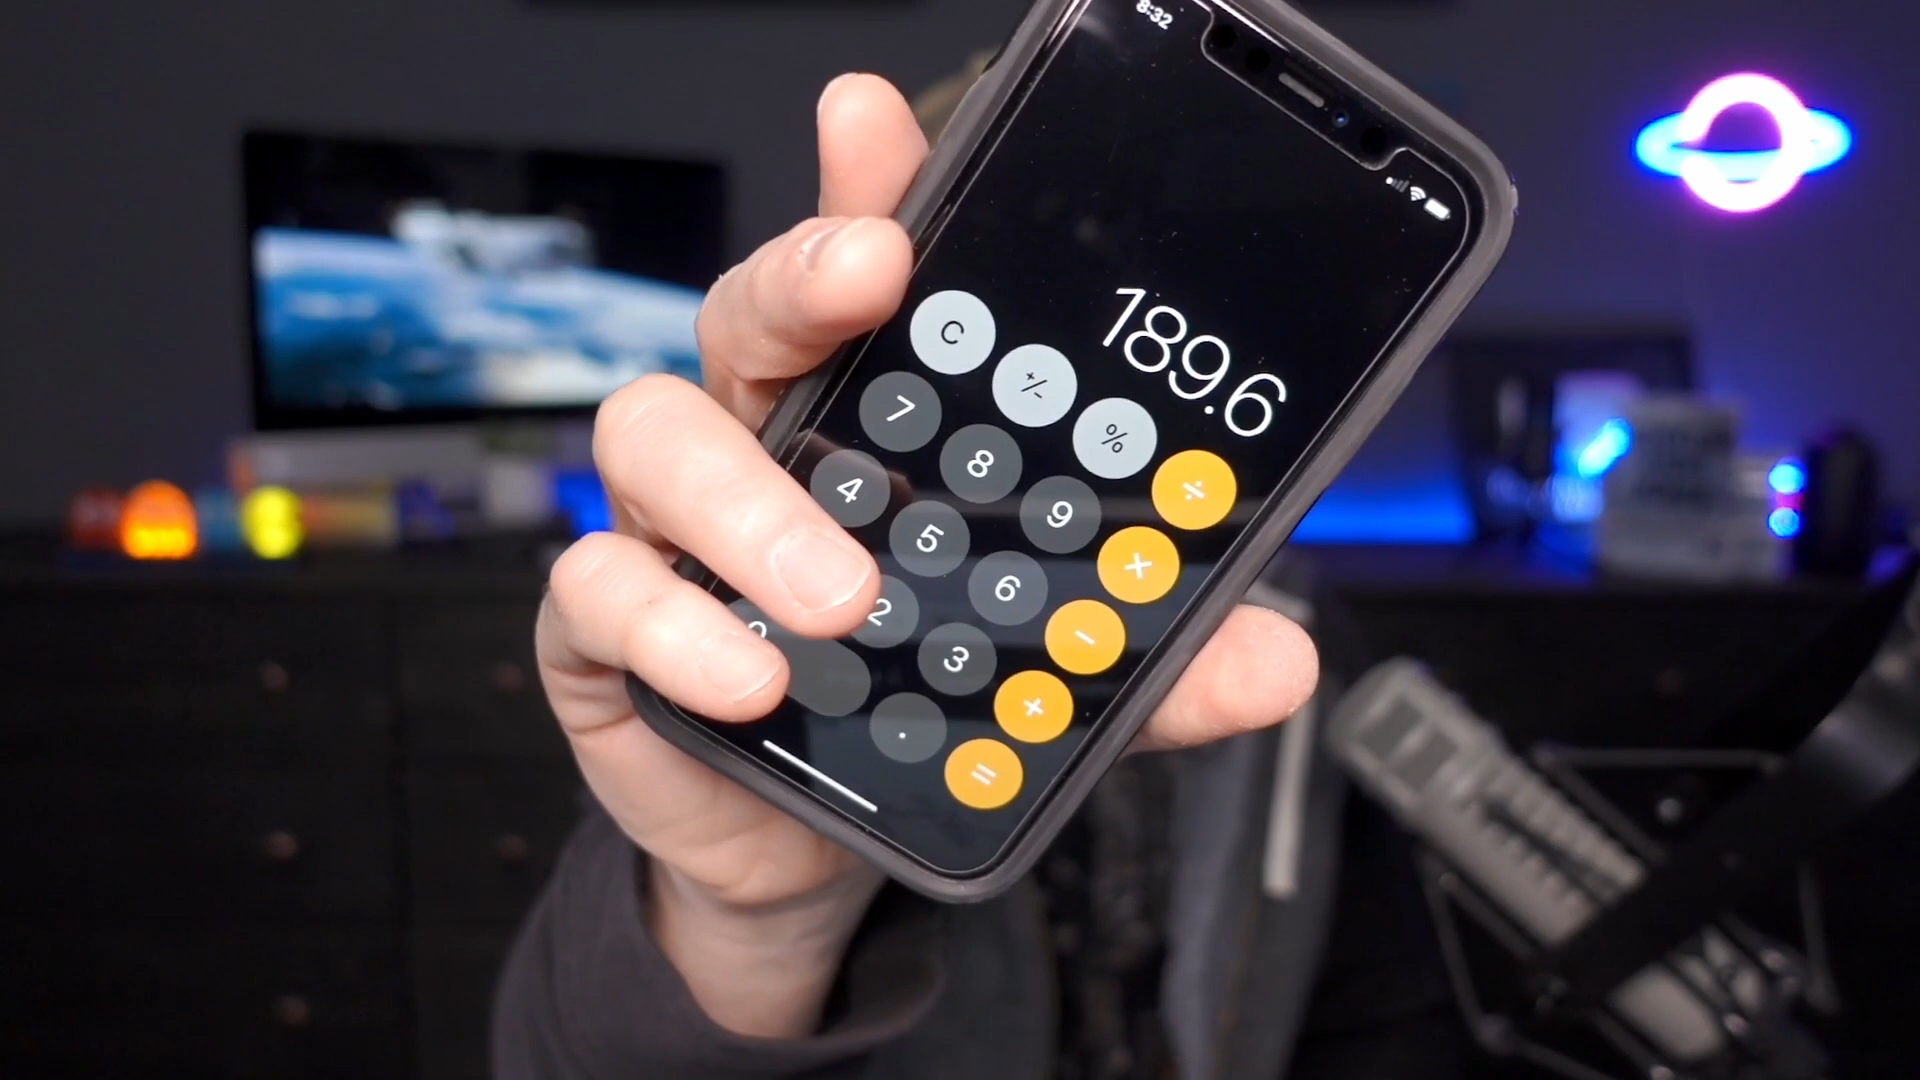 8:32
189.6
C +/- % ÷
7 8 9 ×
4 5 6 −
2 3 +
. =